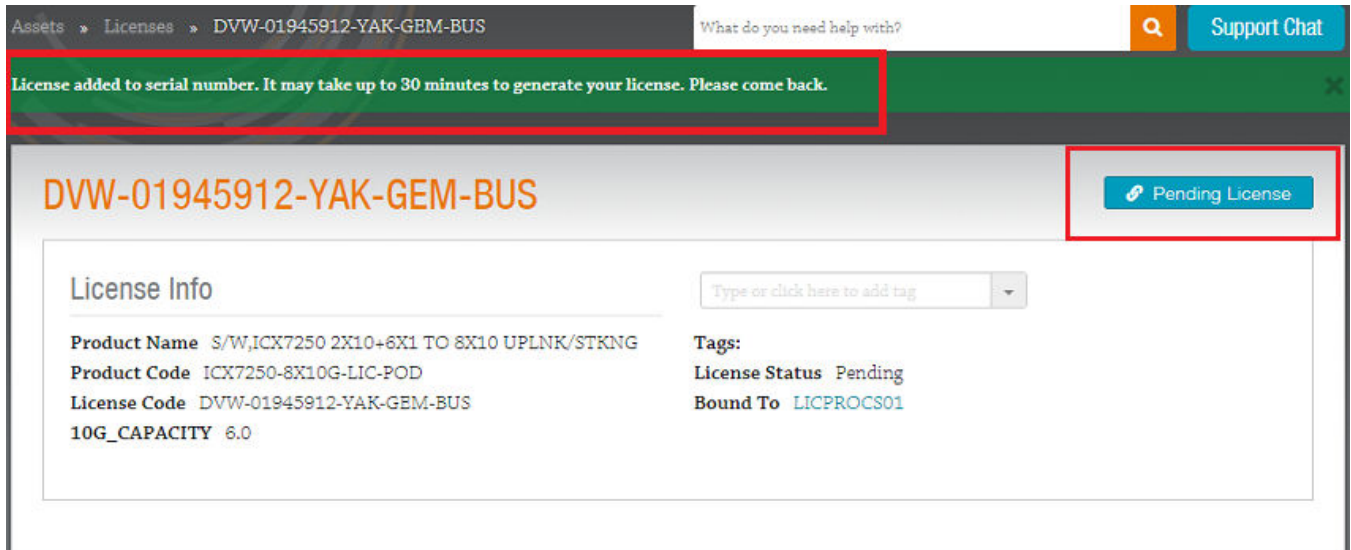 Assets » Licenses » DVW-01945912-YAK-GEM-BUS
What do you need help with?
Support Chat
License added to serial number. It may take up to 30 minutes to generate your license. Please come back.
DVW-01945912-YAK-GEM-BUS
Pending License
License Info
Type or click here to add tag
Product Name S/W,ICX7250 2X10+6X1 TO 8X10 UPLNK/STKNG
Product Code ICX7250-8X10G-LIC-POD
License Code DVW-01945912-YAK-GEM-BUS
10G_CAPACITY 6.0
Tags:
License Status Pending
Bound To LICPROCS01